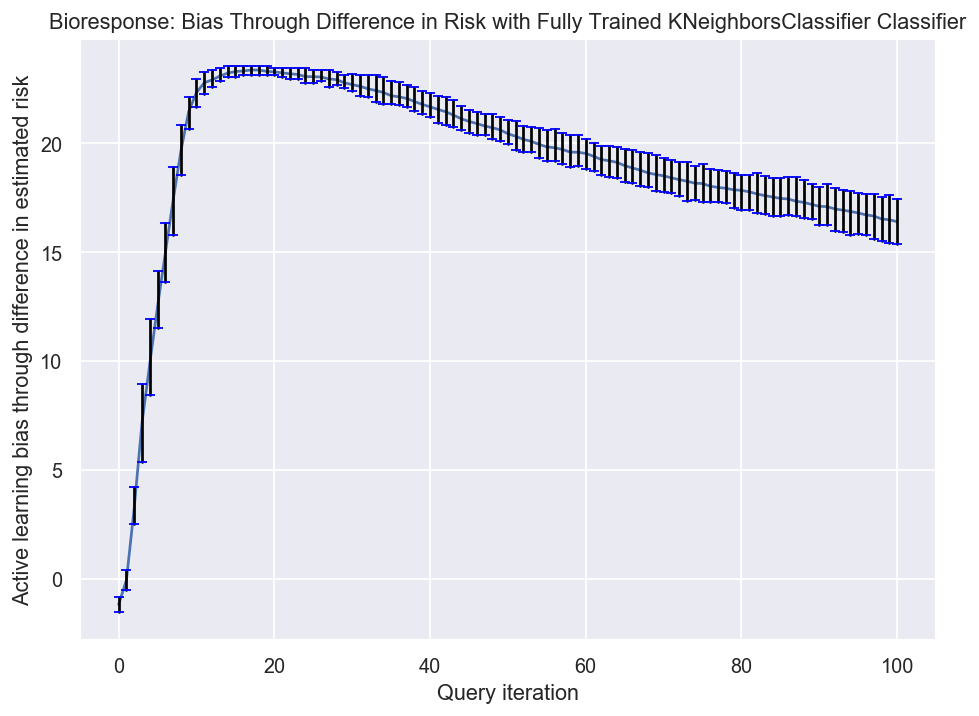 Bioresponse: Bias Through Difference in Risk with Fully Trained KNeighborsClassifier Classifier
Active learning bias through difference in estimated risk
20
15
10
5
0
0 20 40 60 80 100
Query iteration